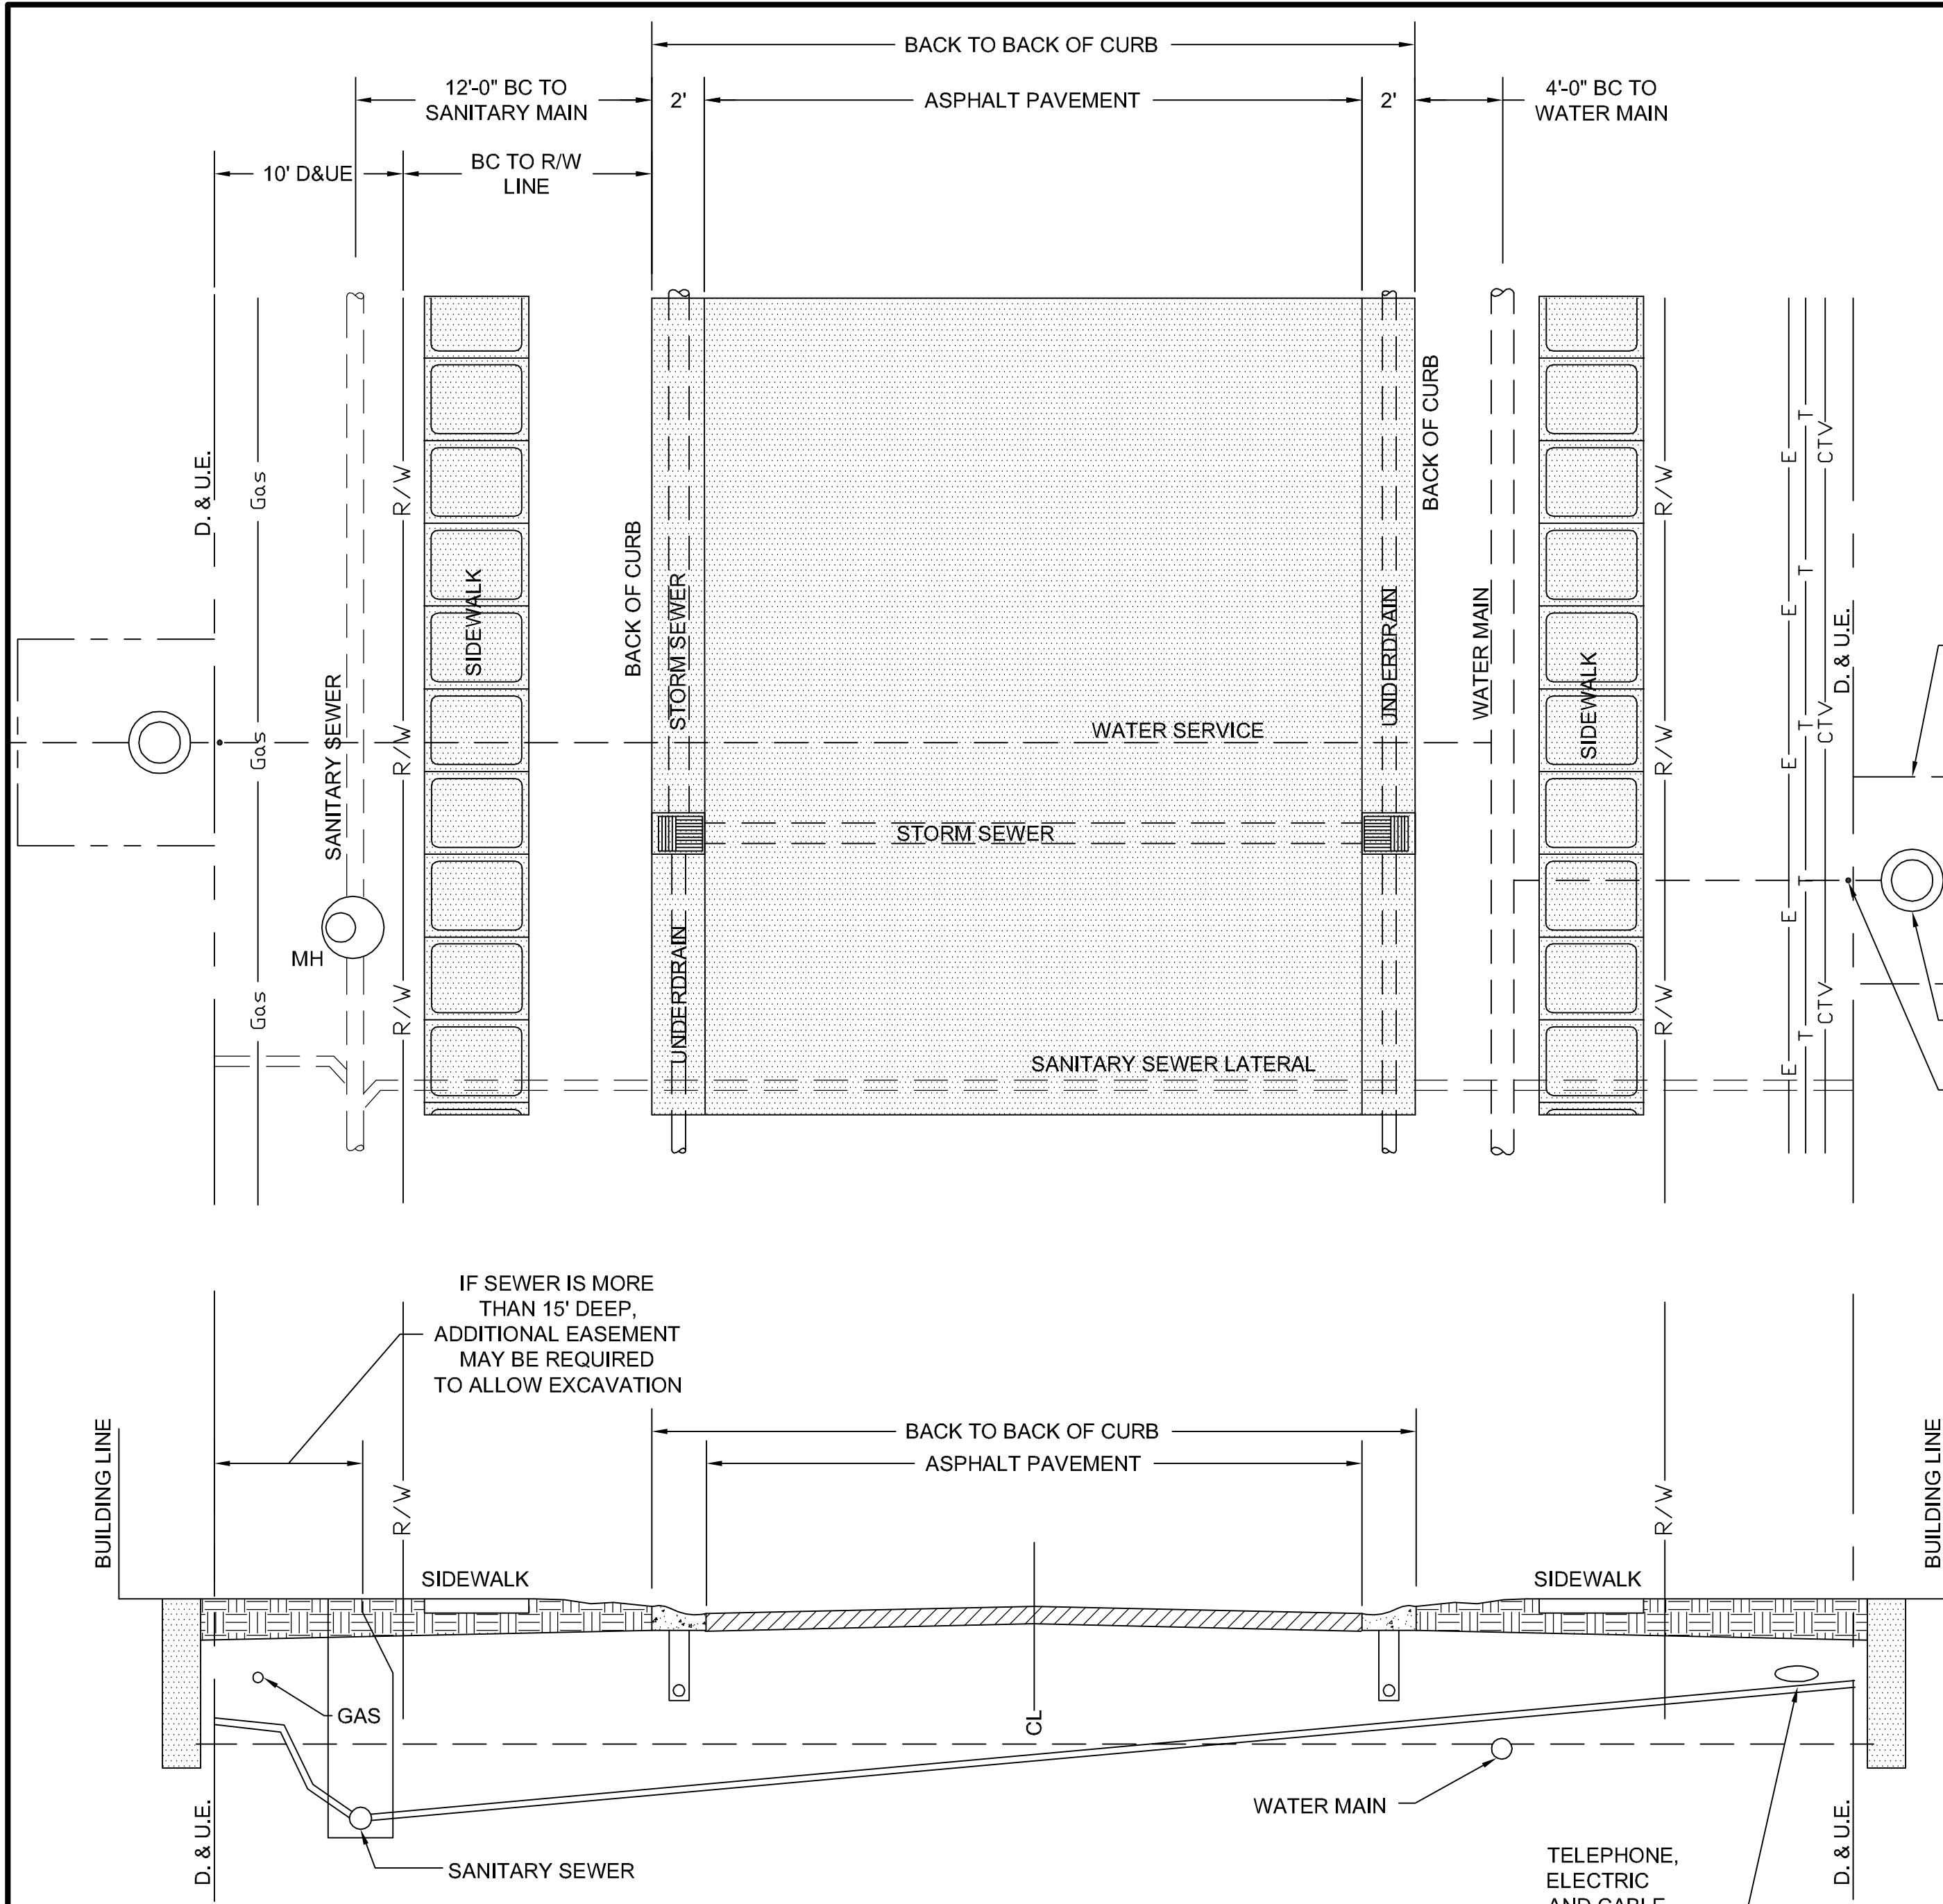 BACK TO BACK OF CURB
12'-0" BC TO
SANITARY MAIN
2'
ASPHALT PAVEMENT
2'
4'-0" BC TO
WATER MAIN
10' D&UE
BC TO R/W
LINE
D. & U.E.
Gas
R/W
BACK OF CURB
BACK OF CURB
R/W
E
E
T
CTV
SIDEWALK
STORM SEWER
UNDERDRAIN
WATER MAIN
E
E
T
D. & U.E.
SANITARY SEWER
SIDEWALK
Gas
R/W
WATER SERVICE
R/W
E
E
T
CTV
STORM SEWER
MH
UNDERDRAIN
E
E
T
Gas
R/W
R/W
CTV
SANITARY SEWER LATERAL
E
E
T
IF SEWER IS MORE
THAN 15' DEEP,
ADDITIONAL EASEMENT
MAY BE REQUIRED
TO ALLOW EXCAVATION
BACK TO BACK OF CURB
ASPHALT PAVEMENT
BUILDING LINE
R/W
R/W
BUILDING LINE
SIDEWALK
SIDEWALK
GAS
CL
WATER MAIN
D. & U.E.
SANITARY SEWER
D. & U.E.
TELEPHONE,
ELECTRIC
AND CABLE